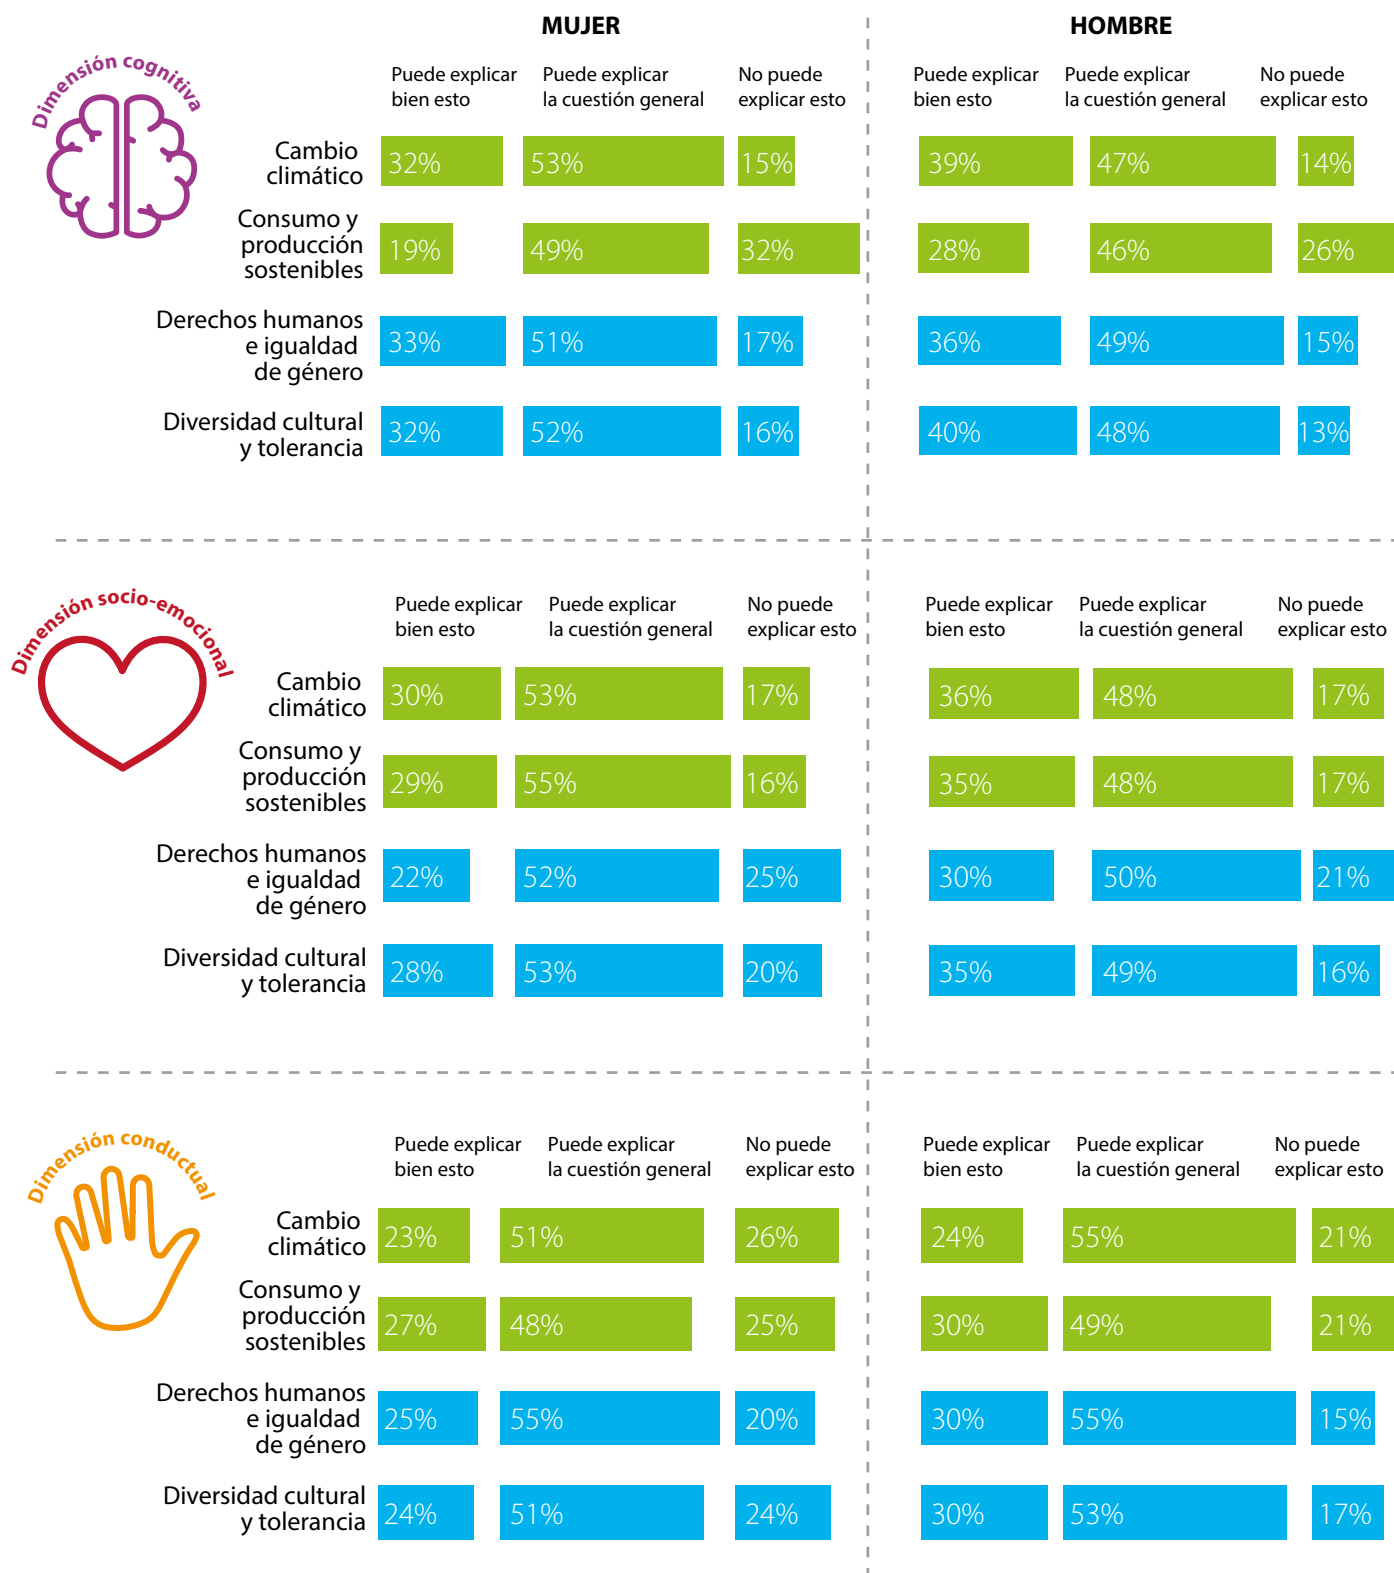 MUJER
HOMBRE
Dimensión cognitiva
Puede explicar
bien esto
Puede explicar
la cuestión general
No puede
explicar esto
Puede explicar
bien esto
Puede explicar
la cuestión general
No puede
explicar esto
Cambio
climático
32% 53% 15% 39% 47% 14%
Consumo y
producción
sostenibles
19% 49% 32% 28% 46% 26%
Derechos humanos
e igualdad
de género
33% 51% 17% 36% 49% 15%
Diversidad cultural
y tolerancia
32% 52% 16% 40% 48% 13%
Dimensión socio-emocional
Puede explicar
bien esto
Puede explicar
la cuestión general
No puede
explicar esto
Puede explicar
bien esto
Puede explicar
la cuestión general
No puede
explicar esto
Cambio
climático
30% 53% 17% 36% 48% 17%
Consumo y
producción
sostenibles
29% 55% 16% 35% 48% 17%
Derechos humanos
e igualdad
de género
22% 52% 25% 30% 50% 21%
Diversidad cultural
y tolerancia
28% 53% 20% 35% 49% 16%
Dimensión conductual
Puede explicar
bien esto
Puede explicar
la cuestión general
No puede
explicar esto
Puede explicar
bien esto
Puede explicar
la cuestión general
No puede
explicar esto
Cambio
climático
23% 51% 26% 24% 55% 21%
Consumo y
producción
sostenibles
27% 48% 25% 30% 49% 21%
Derechos humanos
e igualdad
de género
25% 55% 20% 30% 55% 15%
Diversidad cultural
y tolerancia
24% 51% 24% 30% 53% 17%